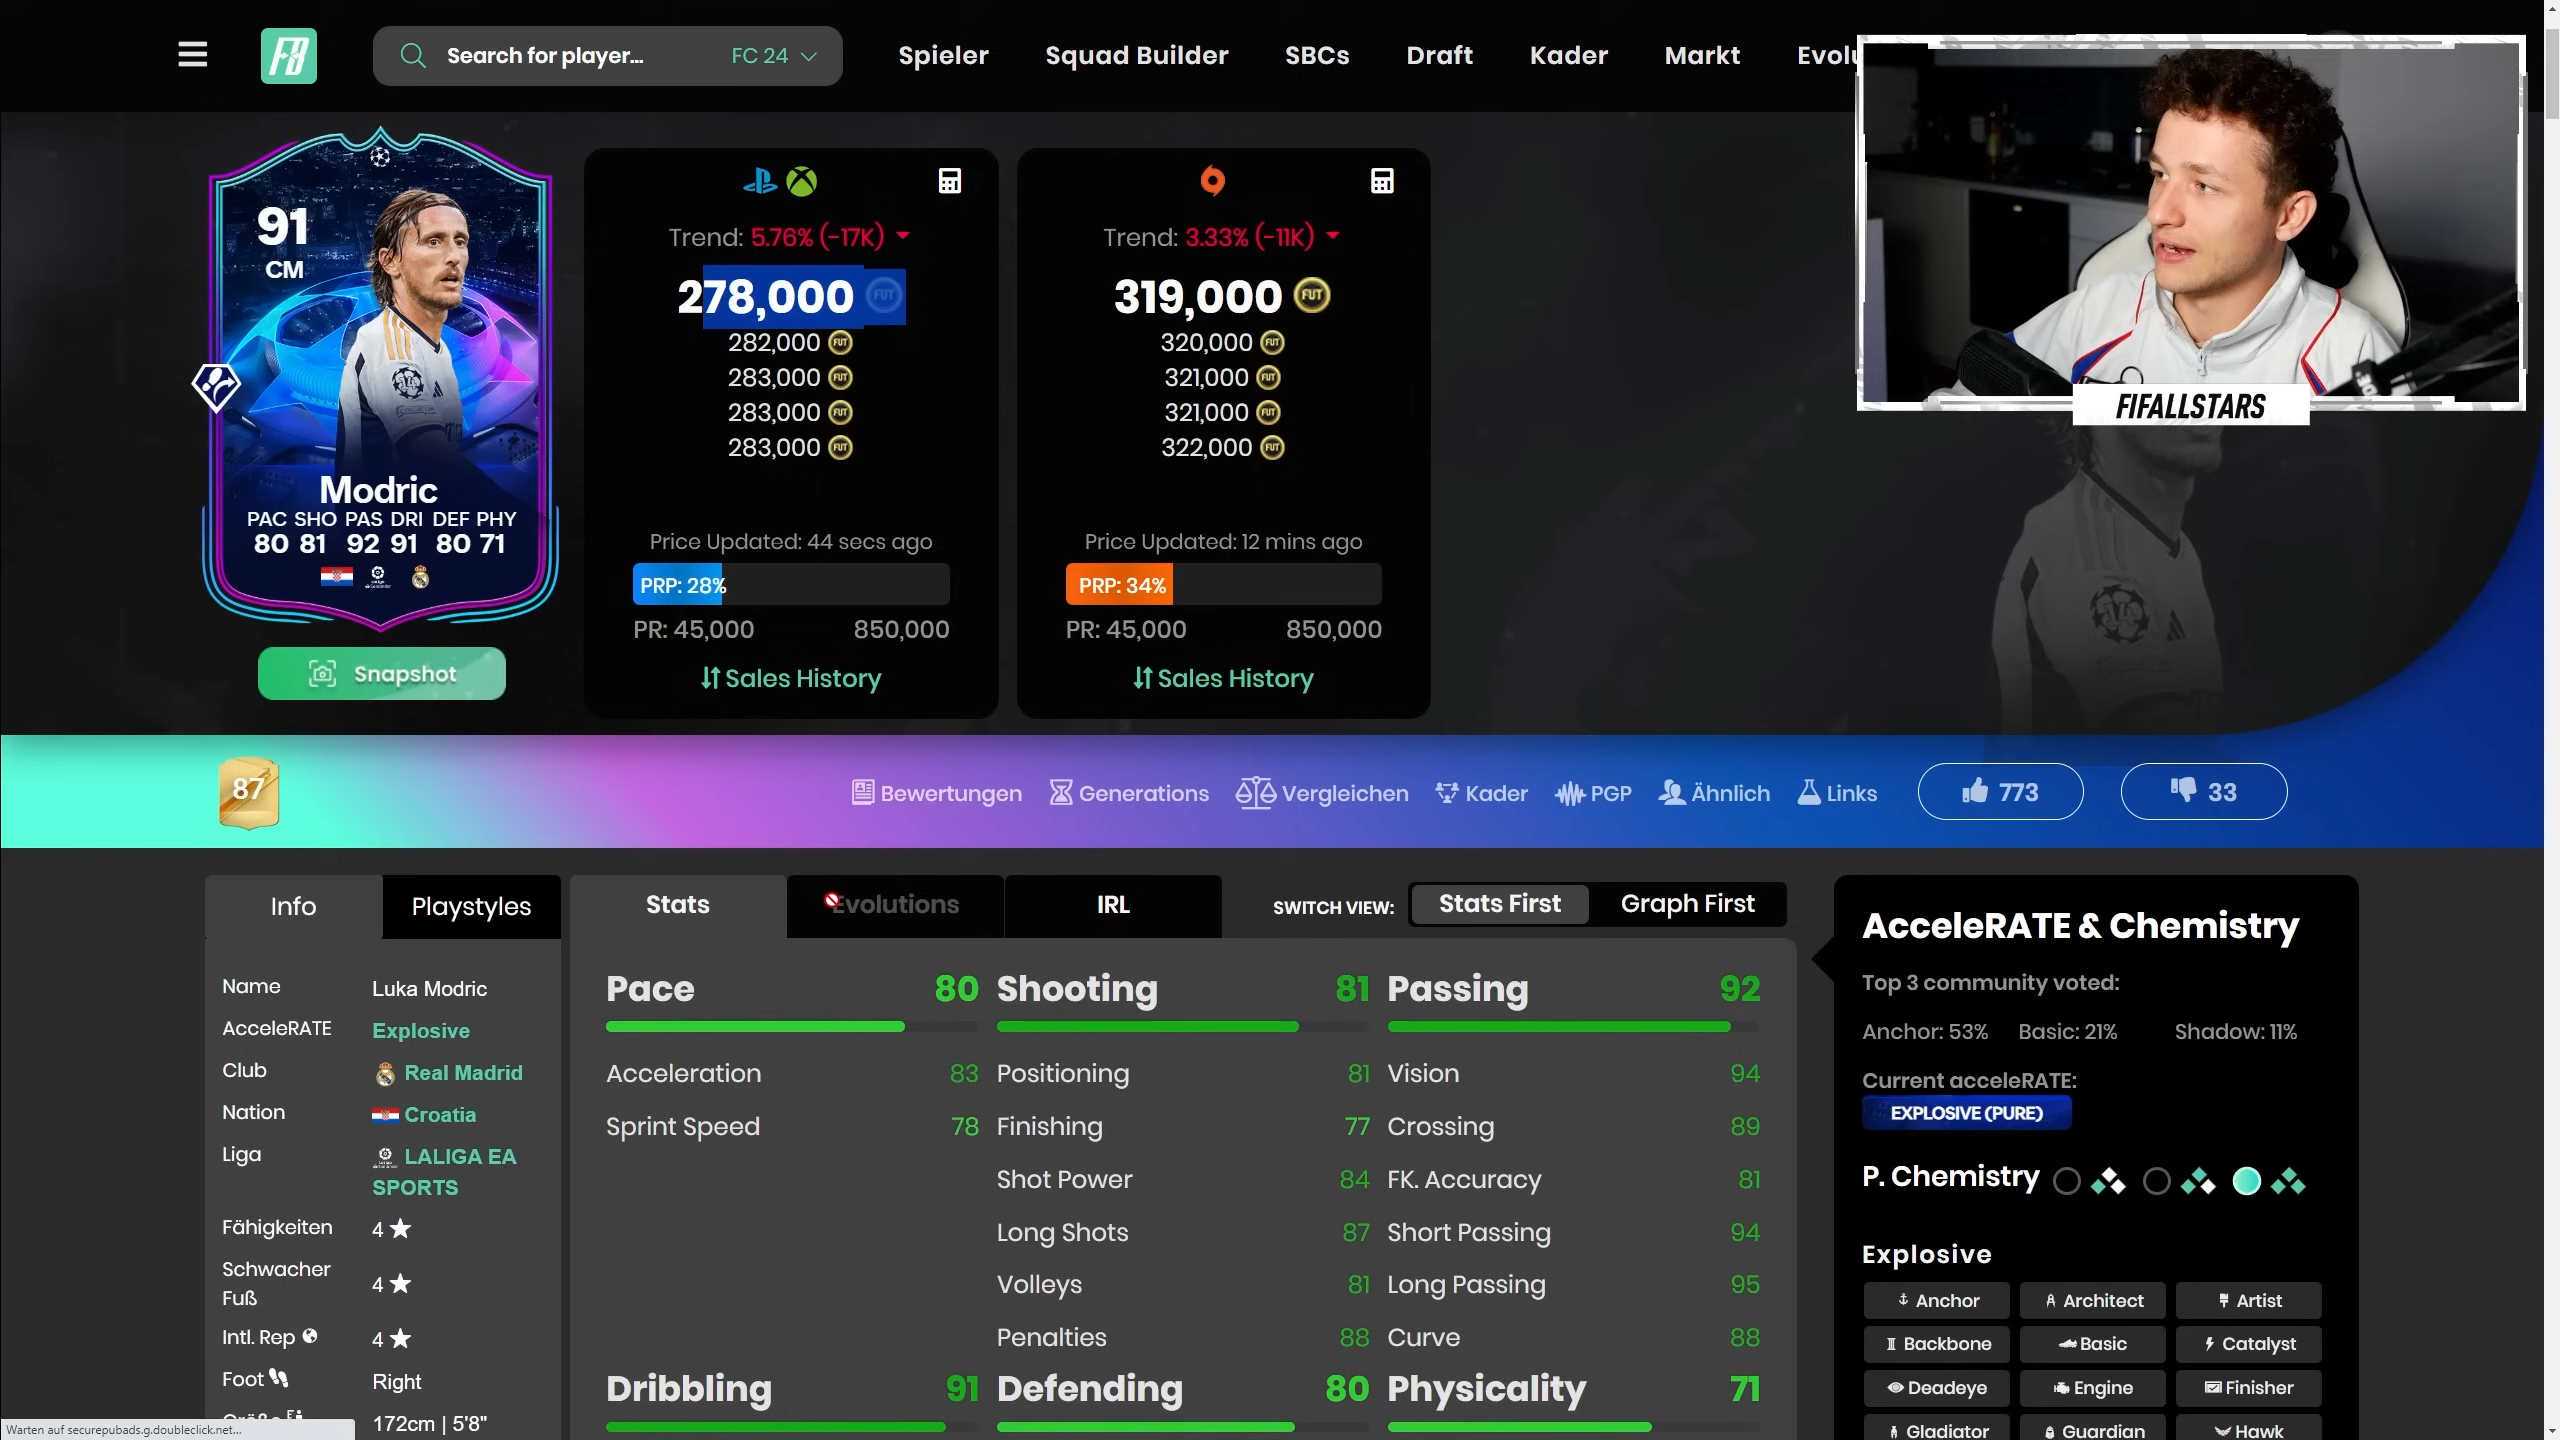 Search for player...
FC 24
Spieler
Squad Builder
SBCs
Draft
Kader
Markt
Evolu
FIFALLSTARS
91
CM
Modric
PAC SHO PAS DRI DEF PHY
80 81 92 91 80 71
Snapshot
Trend: 5.76% (-17K)
278,000
282,000
283,000
283,000
283,000
Price Updated: 44 secs ago
PRP: 28%
PR: 45,000 850,000
Sales History
Trend: 3.33% (-11K)
319,000
320,000
321,000
321,000
322,000
Price Updated: 12 mins ago
PRP: 34%
PR: 45,000 850,000
Sales History
87
Bewertungen
Generations
Vergleichen
Kader
PGP
Ähnlich
Links
773
33
Info
Playstyles
Name Luka Modric
AcceleRATE Explosive
Club Real Madrid
Nation Croatia
Liga LALIGA EA
SPORTS
Fähigkeiten 4
Schwacher
Fuß 4
Intl. Rep 4
Foot Right
172cm | 5'8"
Warten auf securepubads.g.doubleclick.net...
Stats
Evolutions
IRL
SWITCH VIEW:
Stats First
Graph First
Pace 80
Acceleration 83
Sprint Speed 78
Shooting 81
Positioning 81
Finishing 77
Shot Power 84
Long Shots 87
Volleys 81
Penalties 88
Passing 92
Vision 94
Crossing 89
FK. Accuracy 81
Short Passing 94
Long Passing 95
Curve 88
Dribbling 91
Defending 80
Physicality 71
AcceleRATE & Chemistry
Top 3 community voted:
Anchor: 53% Basic: 21% Shadow: 11%
Current acceleRATE:
EXPLOSIVE (PURE)
P. Chemistry
Explosive
Anchor Architect Artist
Backbone Basic Catalyst
Deadeye Engine Finisher
Gladiator Guardian Hawk